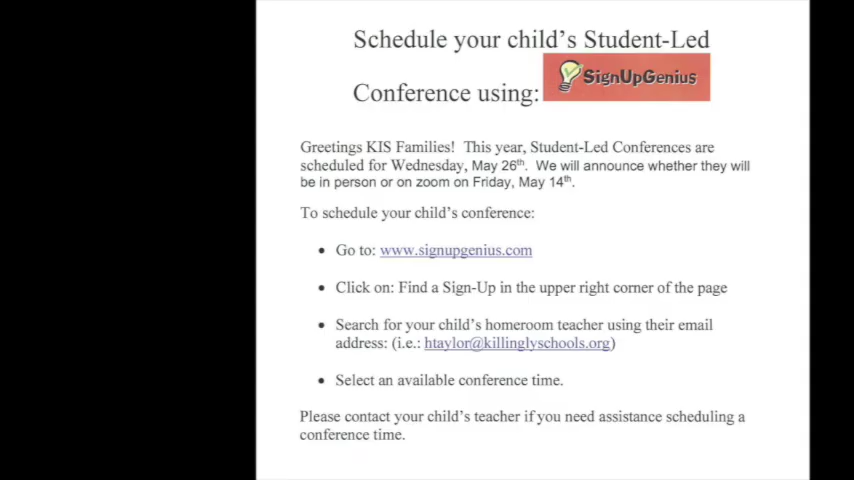 Schedule your child's Student-Led
Conference using: SignUpGenius
Greetings KIS Families! This year, Student-Led Conferences are
scheduled for Wednesday, May 26th. We will announce whether they will
be in person or on zoom on Friday, May 14th.
To schedule your child's conference:
• Go to: www.signupgenius.com
• Click on: Find a Sign-Up in the upper right corner of the page
• Search for your child's homeroom teacher using their email
address: (i.e.: htaylor@killinglyschools.org)
• Select an available conference time.
Please contact your child's teacher if you need assistance scheduling a
conference time.